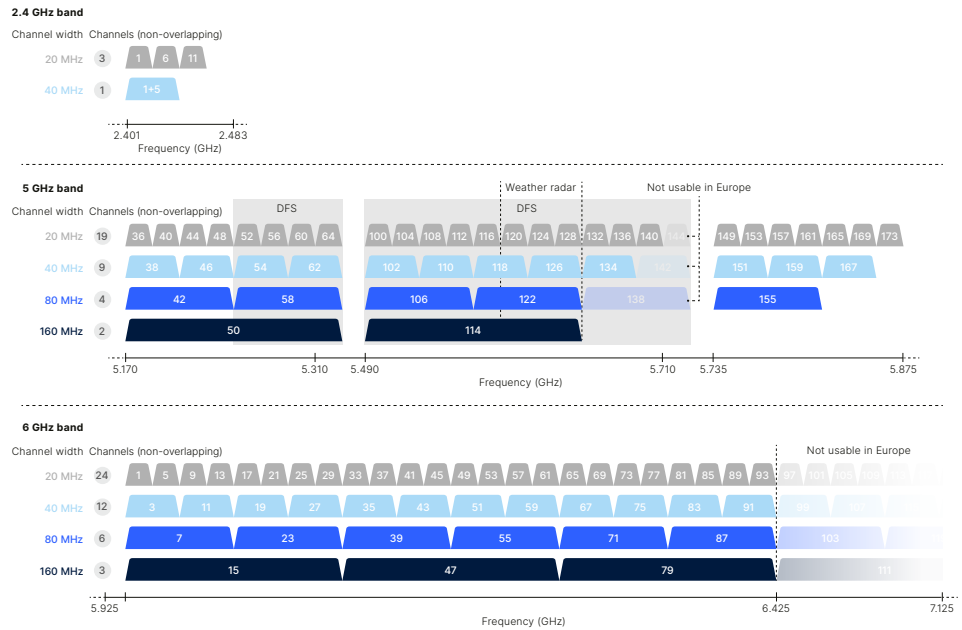 2.4 GHz band
Channel width Channels (non-overlapping)
20 MHz 3 1 6 11
40 MHz 1 1+5
2.401 2.483
Frequency (GHz)
5 GHz band Weather radar Not usable in Europe
Channel width Channels (non-overlapping) DFS DFS
20 MHz 19 36 40 44 48 52 56 60 64 100 104 108 112 116 120 124 128 132 136 140 144 149 153 157 161 165 169 173
40 MHz 9 38 46 54 62 102 110 118 126 134 142 151 159 167
80 MHz 4 42 58 106 122 138 155
160 MHz 2 50 114
5.170 5.310 5.490 5.710 5.735 5.875
Frequency (GHz)
6 GHz band
Channel width Channels (non-overlapping) Not usable in Europe
20 MHz 24 1 5 9 13 17 21 25 29 33 37 41 45 49 53 57 61 65 69 73 77 81 85 89 93 97 101 105 109
40 MHz 12 3 11 19 27 35 43 51 59 67 75 83 91 99 107
80 MHz 6 7 23 39 55 71 87 103
160 MHz 3 15 47 79 111
5.925 6.425 7.125
Frequency (GHz)